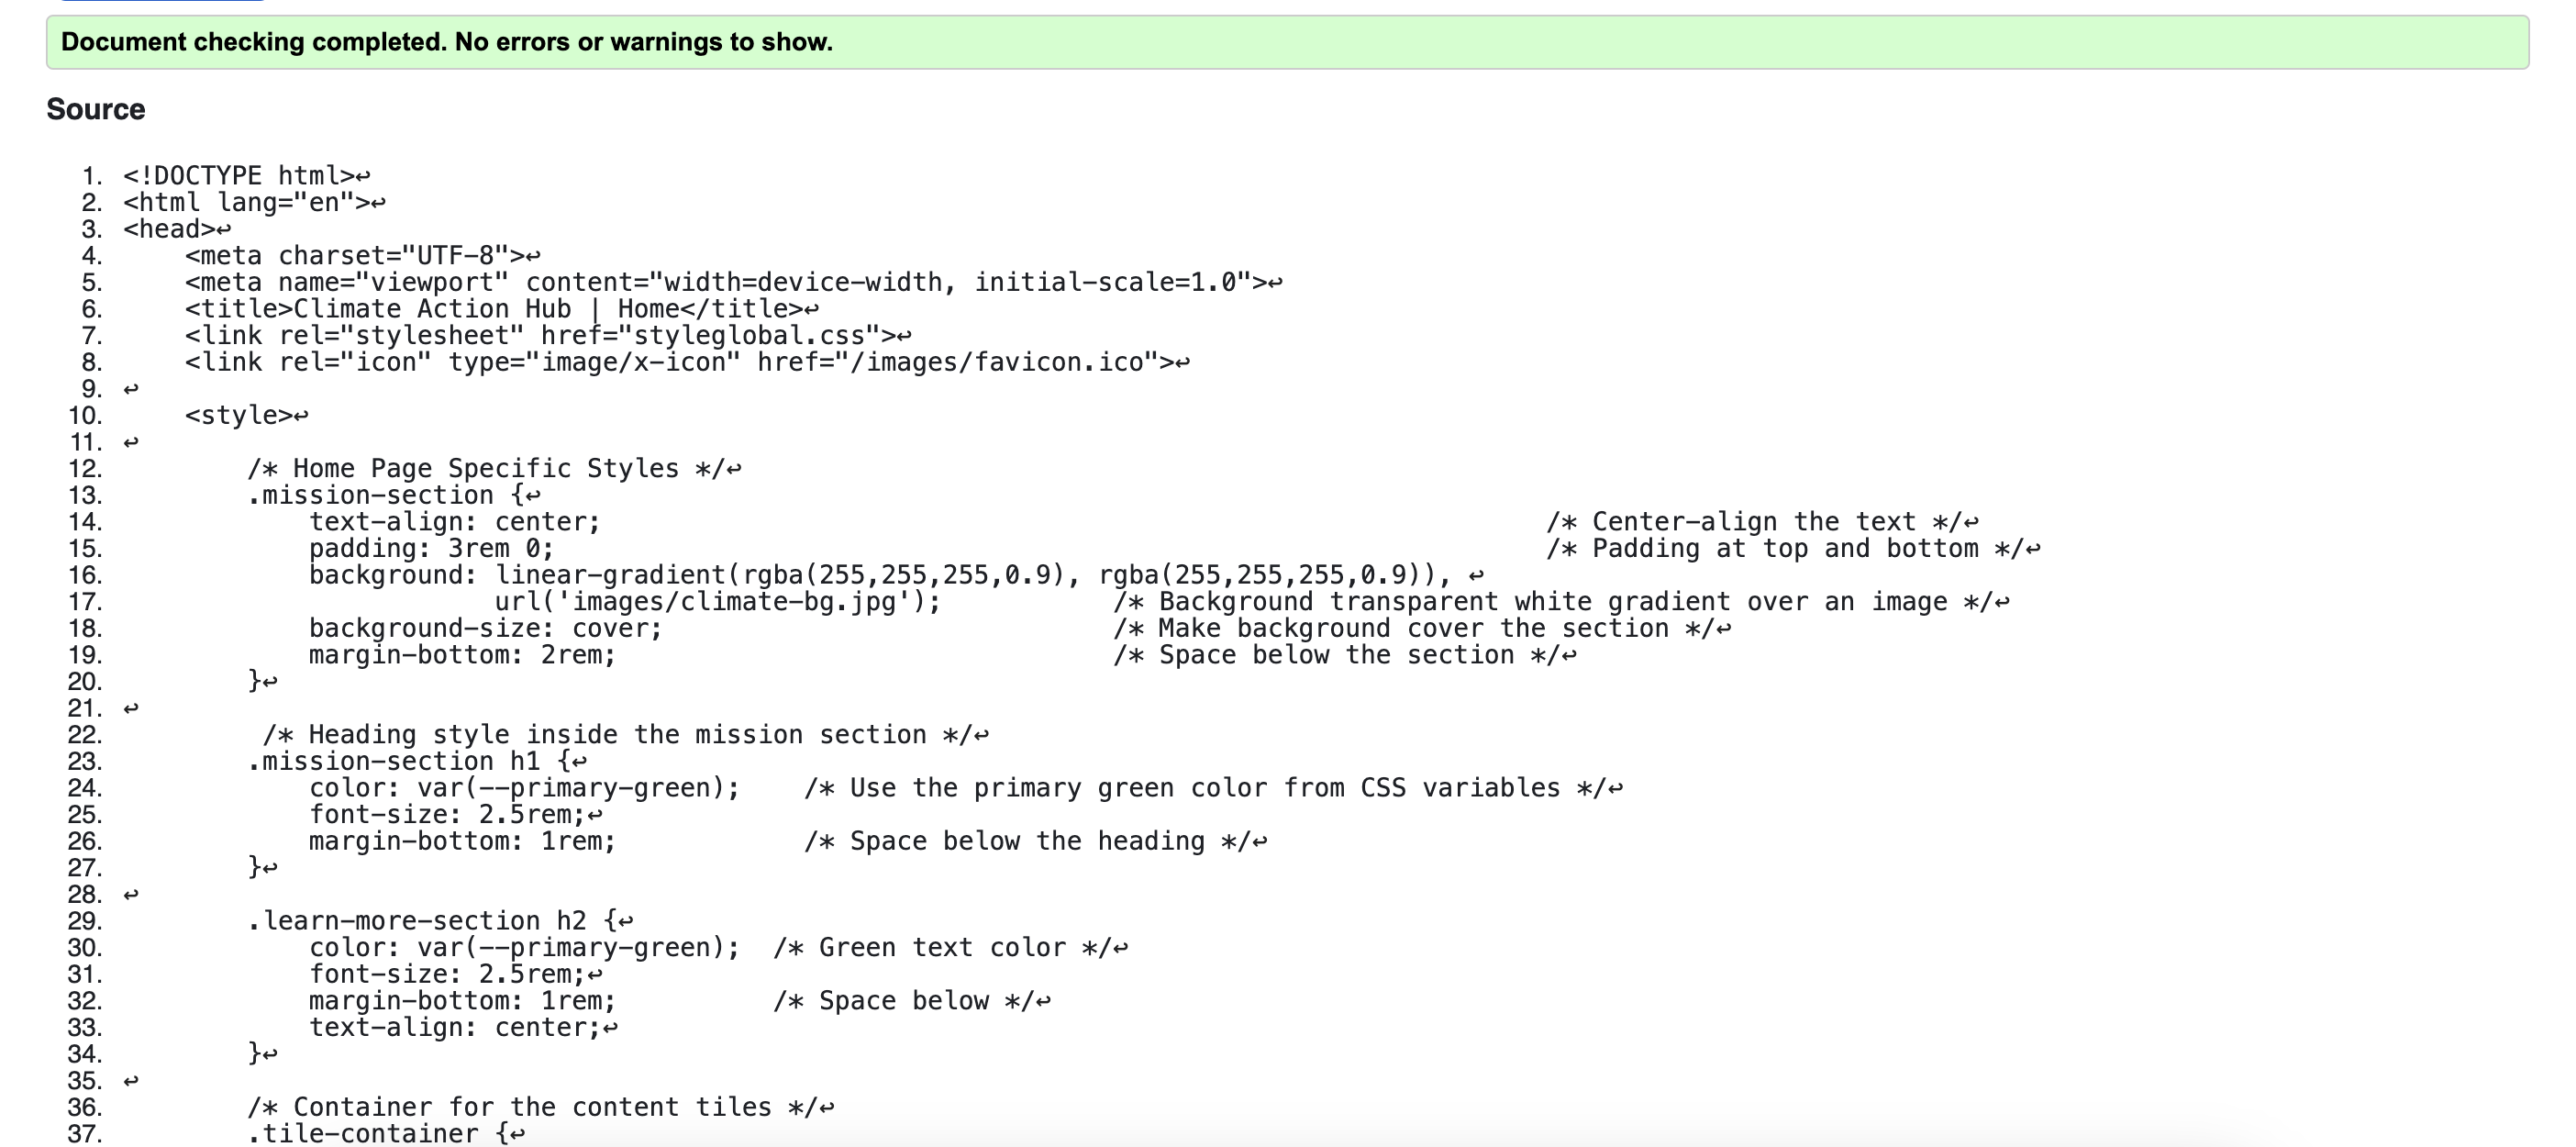 Document checking completed. No errors or warnings to show.
Source
1. <!DOCTYPE html>↩
2. <html lang="en">↩
3. <head>↩
4.     <meta charset="UTF-8">↩
5.     <meta name="viewport" content="width=device-width, initial-scale=1.0">↩
6.     <title>Climate Action Hub | Home</title>↩
7.     <link rel="stylesheet" href="styleglobal.css">↩
8.     <link rel="icon" type="image/x-icon" href="/images/favicon.ico">↩
9. ↩
10.     <style>↩
11. ↩
12.         /* Home Page Specific Styles */↩
13.         .mission-section {↩
14.             text-align: center;                                                             /* Center-align the text */↩
15.             padding: 3rem 0;                                                                /* Padding at top and bottom */↩
16.             background: linear-gradient(rgba(255,255,255,0.9), rgba(255,255,255,0.9)), ↩
17.                         url('images/climate-bg.jpg');           /* Background transparent white gradient over an image */↩
18.             background-size: cover;                             /* Make background cover the section */↩
19.             margin-bottom: 2rem;                                /* Space below the section */↩
20.         }↩
21. ↩
22.          /* Heading style inside the mission section */↩
23.         .mission-section h1 {↩
24.             color: var(--primary-green);    /* Use the primary green color from CSS variables */↩
25.             font-size: 2.5rem;↩
26.             margin-bottom: 1rem;            /* Space below the heading */↩
27.         }↩
28. ↩
29.         .learn-more-section h2 {↩
30.             color: var(--primary-green);  /* Green text color */↩
31.             font-size: 2.5rem;↩
32.             margin-bottom: 1rem;          /* Space below */↩
33.             text-align: center;↩
34.         }↩
35. ↩
36.         /* Container for the content tiles */↩
37.         .tile-container {↩